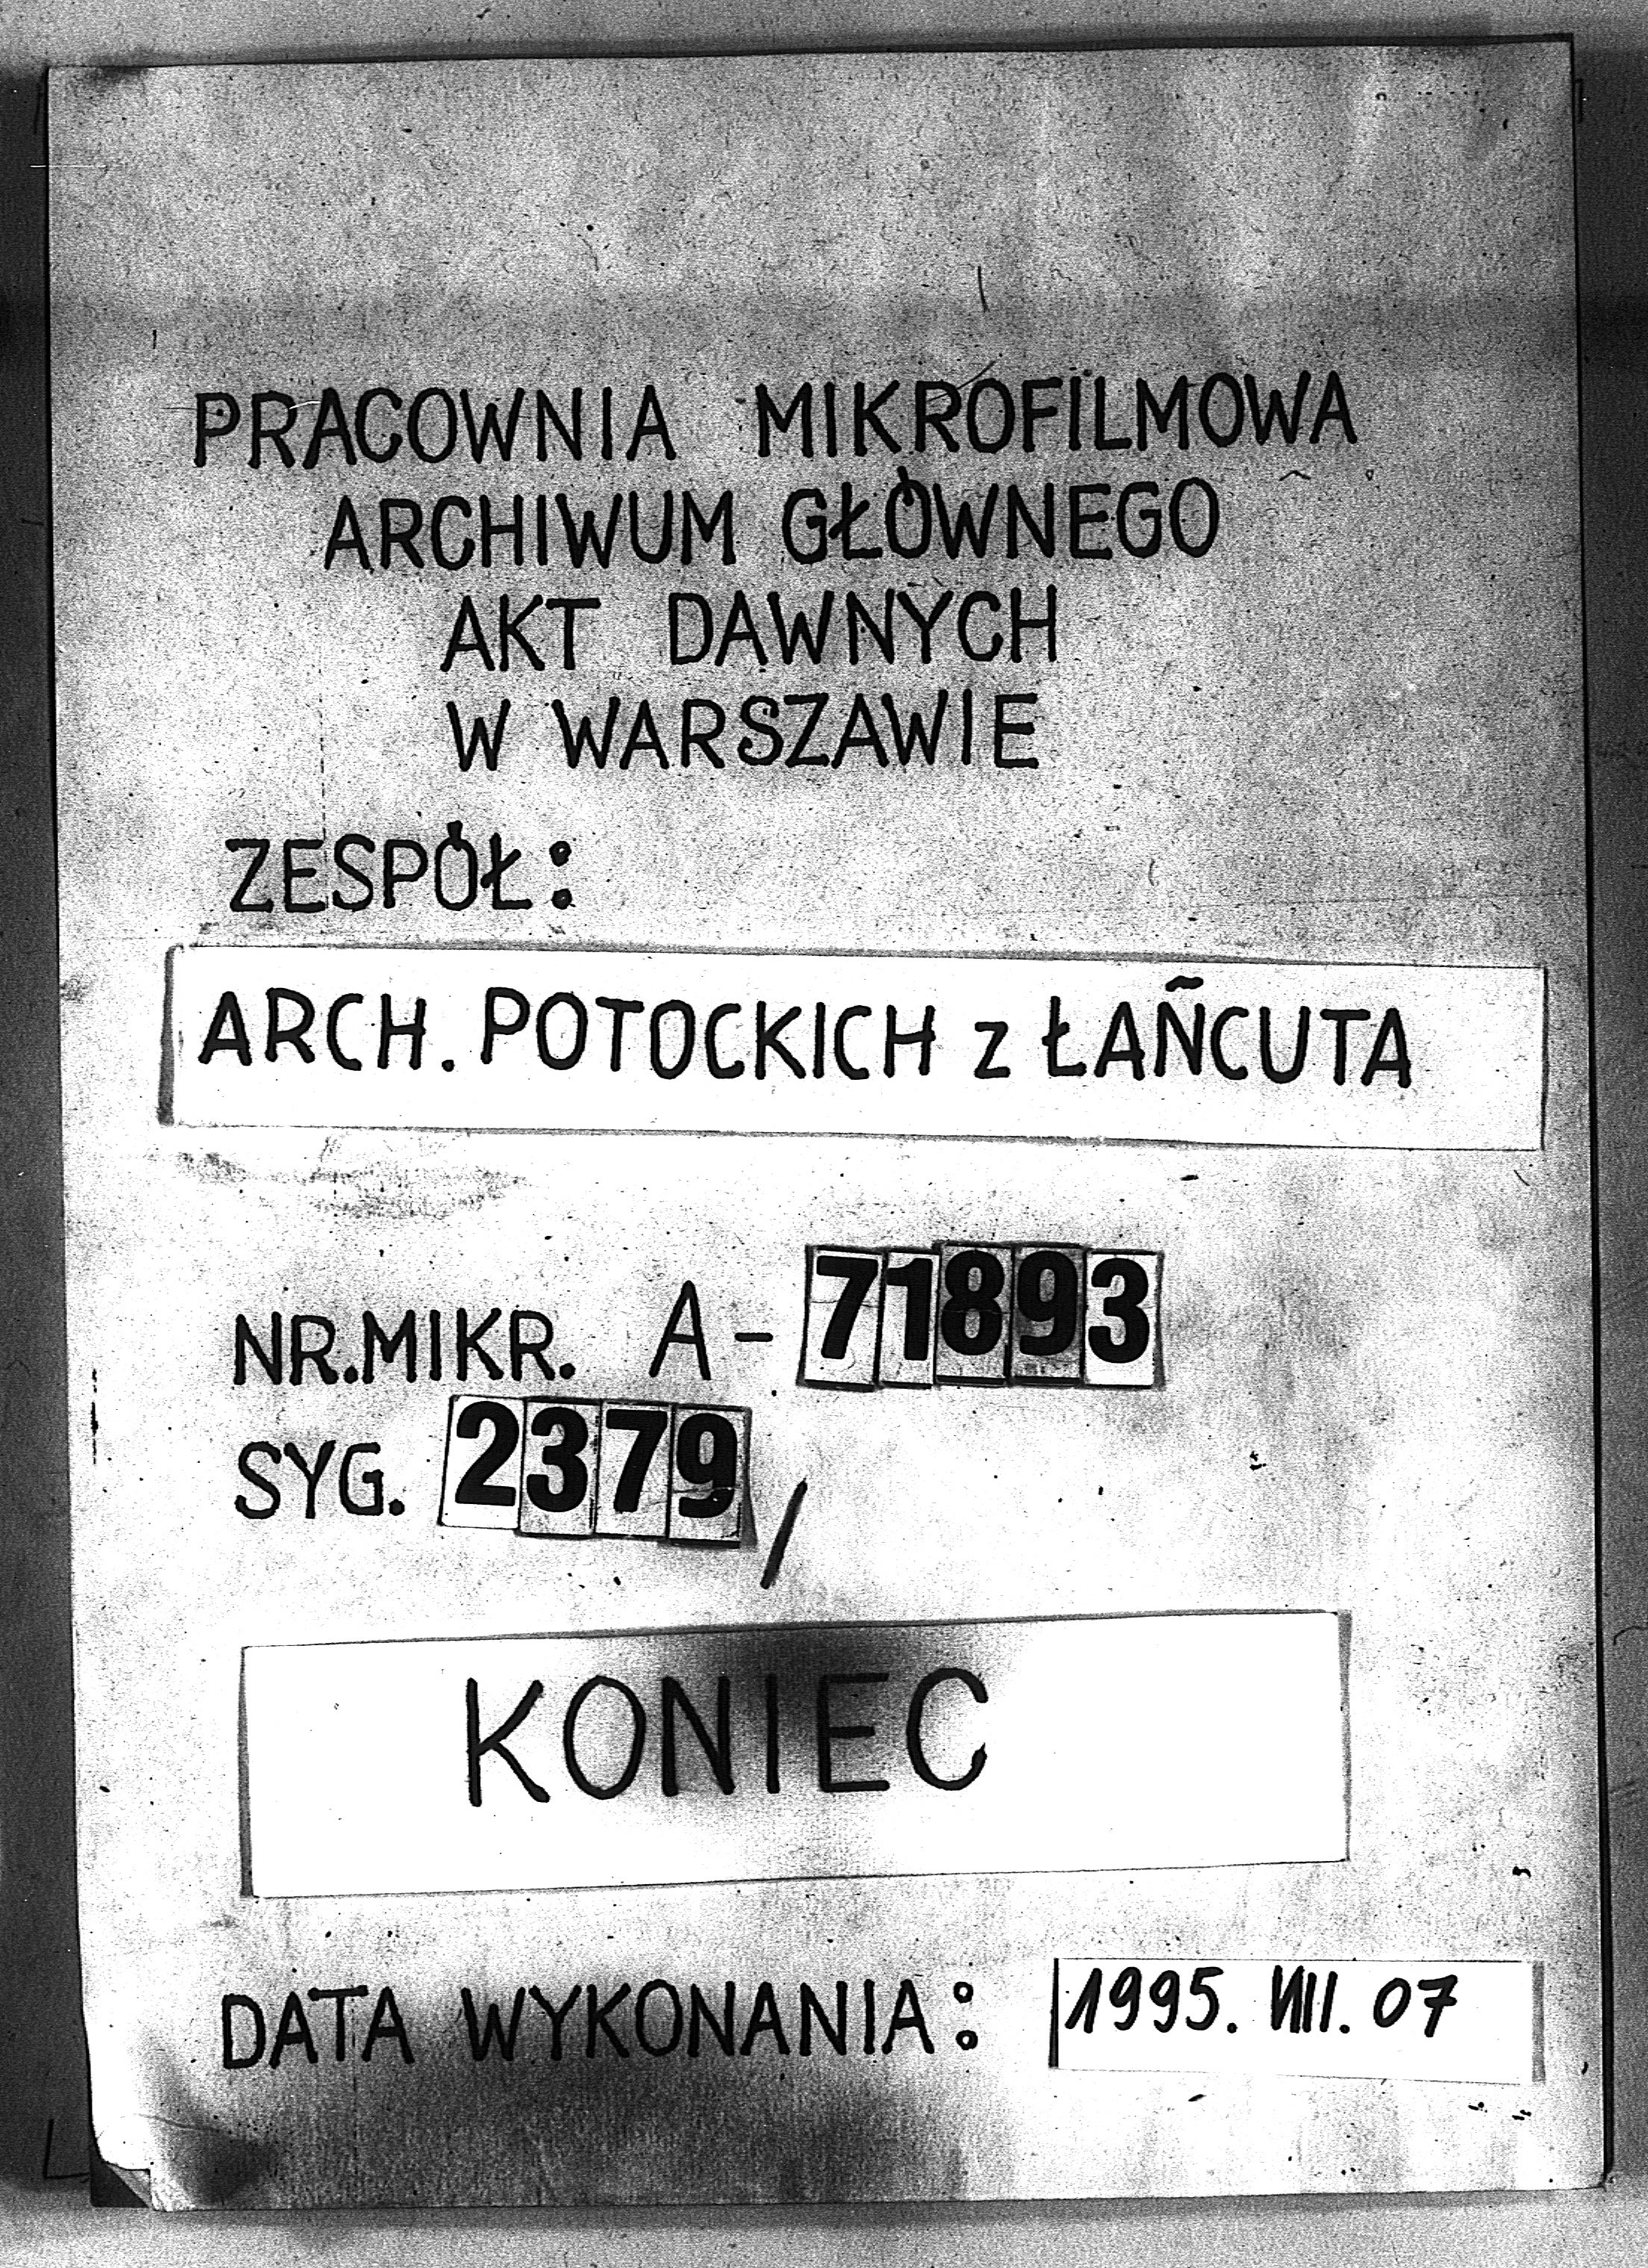 PRACOWNIA MIKROFILMOWA
ARCHIWUM GŁÓWNEGO
AKT DAWNYCH
W WARSZAWIE
ZESPÓŁ:
ARCH. POTOCKICH z ŁAŃCUTA
NR.MIKR. A-71893
SYG. 2379/
KONIEC
DATA WYKONANIA: 1995. VIII. 07